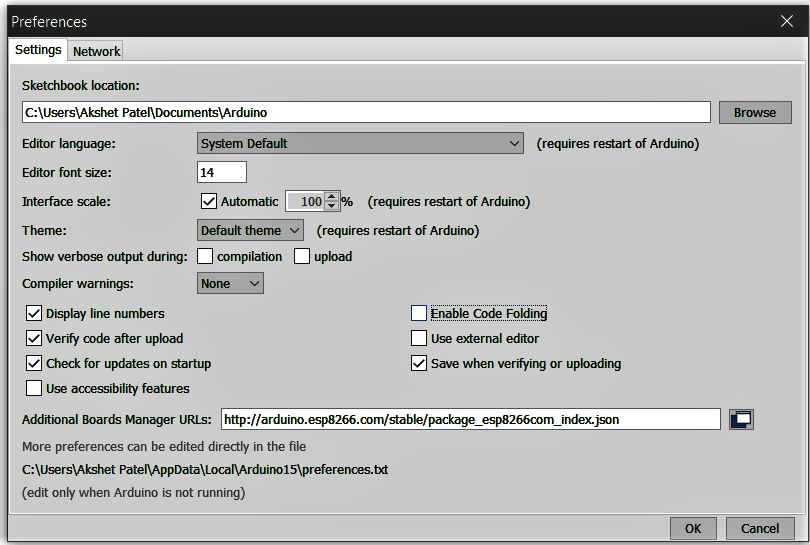 Preferences
Settings Network
Sketchbook location:
C:\Users\Akshet Patel\Documents\Arduino Browse
Editor language: System Default (requires restart of Arduino)
Editor font size: 14
Interface scale: Automatic 100 % (requires restart of Arduino)
Theme: Default theme (requires restart of Arduino)
Show verbose output during: compilation upload
Compiler warnings: None
Display line numbers Enable Code Folding
Verify code after upload Use external editor
Check for updates on startup Save when verifying or uploading
Use accessibility features
Additional Boards Manager URLs: http://arduino.esp8266.com/stable/package_esp8266com_index.json
More preferences can be edited directly in the file
C:\Users\Akshet Patel\AppData\Local\Arduino15\preferences.txt
(edit only when Arduino is not running)
OK Cancel